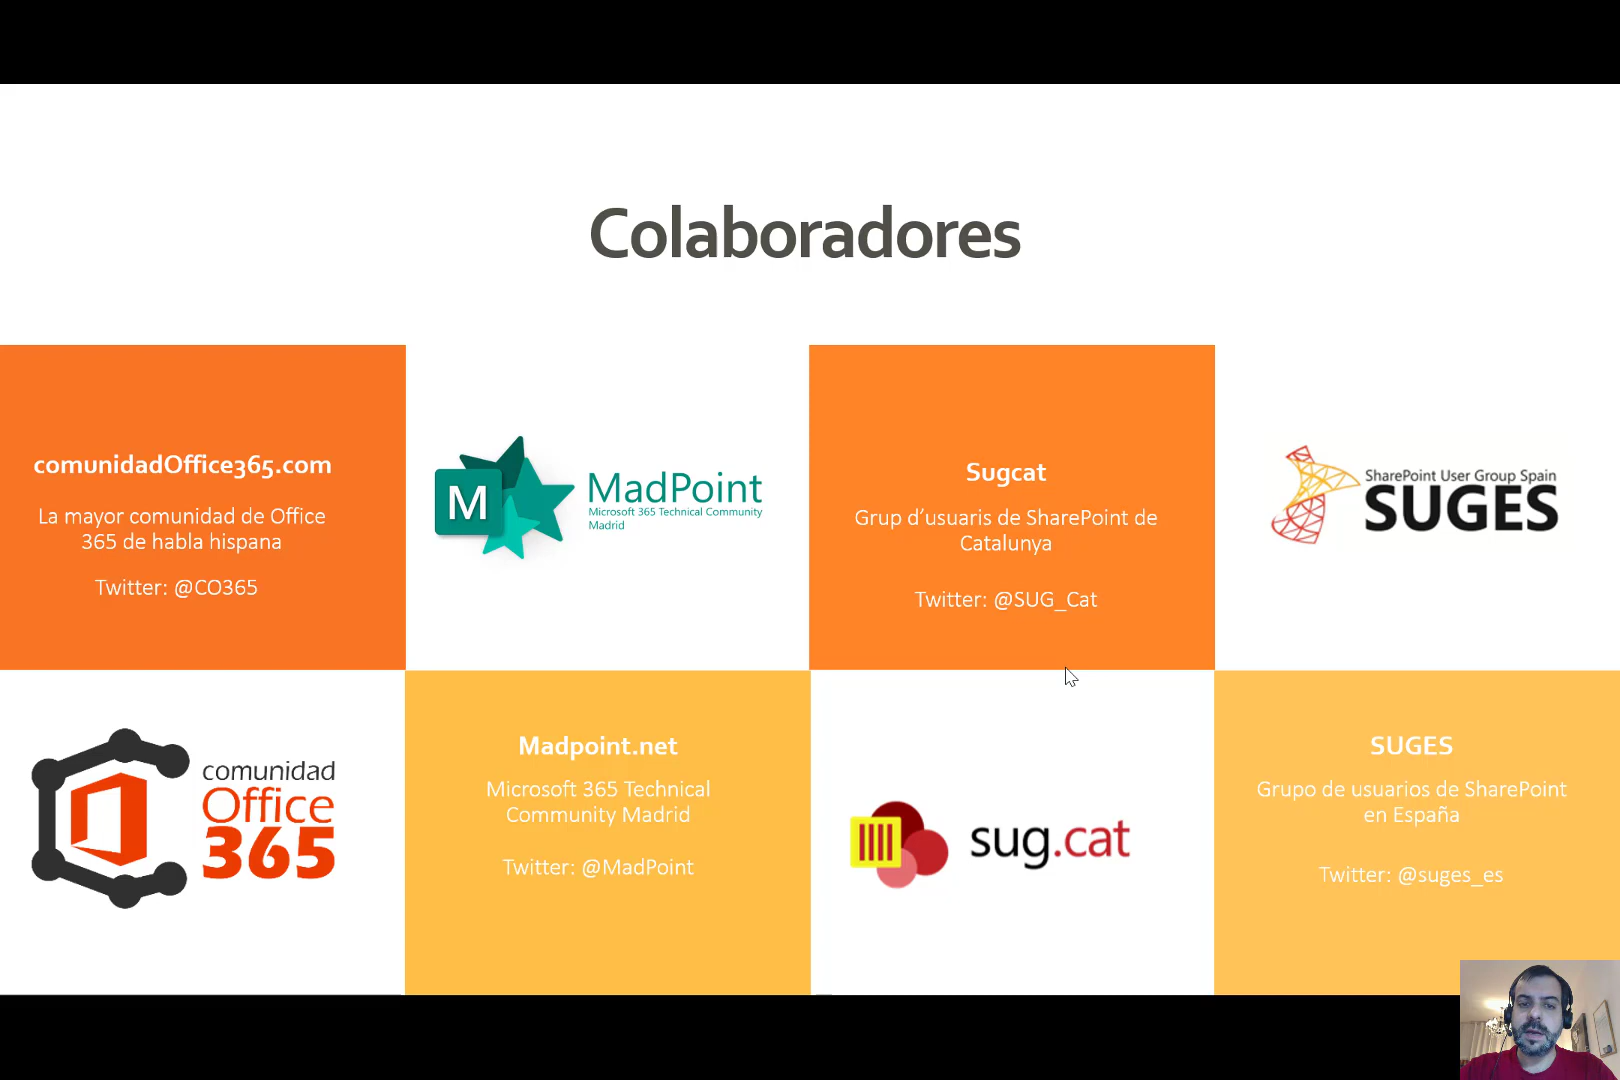 Colaboradores
comunidadOffice365.com
La mayor comunidad de Office
365 de habla hispana
Twitter: @CO365
M
MadPoint
Microsoft 365 Technical Community
Madrid
Sugcat
Grup d’usuaris de SharePoint de
Catalunya
Twitter: @SUG_Cat
SharePoint User Group Spain
SUGES
comunidad
Office
365
Madpoint.net
Microsoft 365 Technical
Community Madrid
Twitter: @MadPoint
sug.cat
SUGES
Grupo de usuarios de SharePoint
en España
Twitter: @suges_es